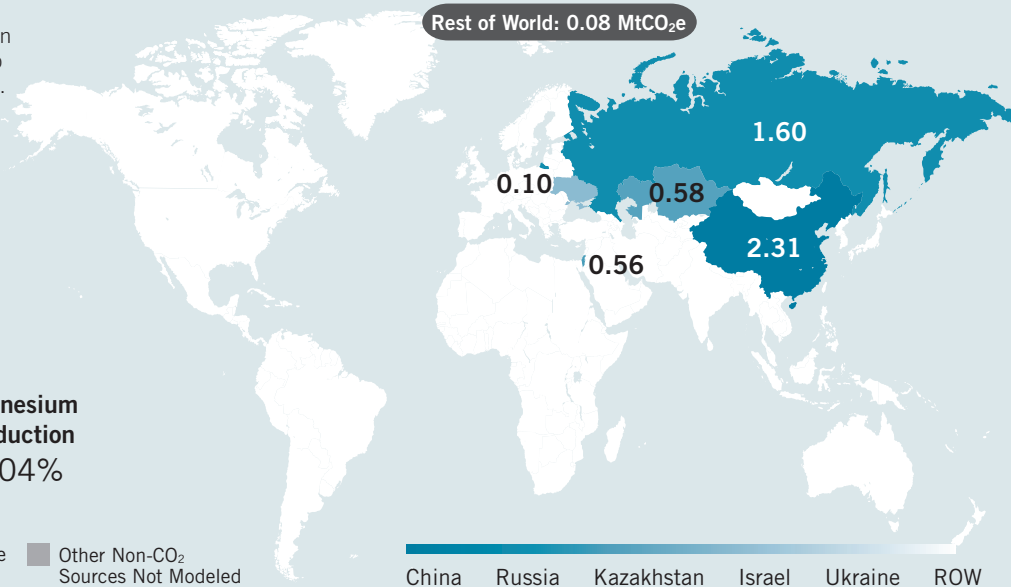 Rest of World: 0.08 MtCO₂e
1.60
0.10
0.58
2.31
0.56
duction
04%
Other Non-CO₂
Sources Not Modeled
China Russia Kazakhstan Israel Ukraine ROW